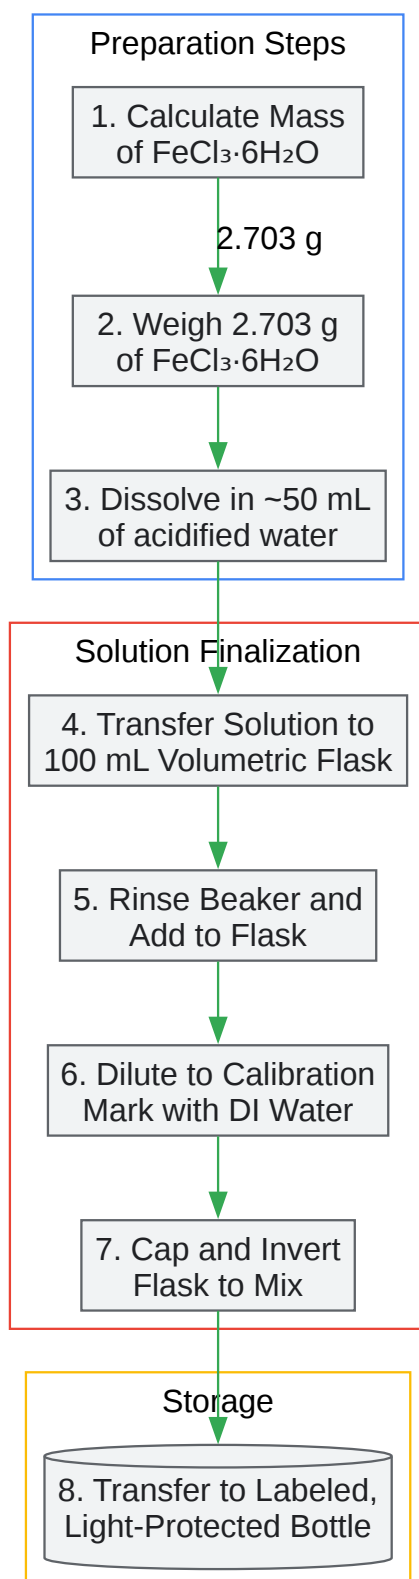 Preparation Steps
1. Calculate Mass
of FeCl₃·6H₂O
2.703 g
2. Weigh 2.703 g
of FeCl₃·6H₂O
3. Dissolve in ~50 mL
of acidified water
Solution Finalization
4. Transfer Solution to
100 mL Volumetric Flask
5. Rinse Beaker and
Add to Flask
6. Dilute to Calibration
Mark with DI Water
7. Cap and Invert
Flask to Mix
Storage
8. Transfer to Labeled,
Light-Protected Bottle